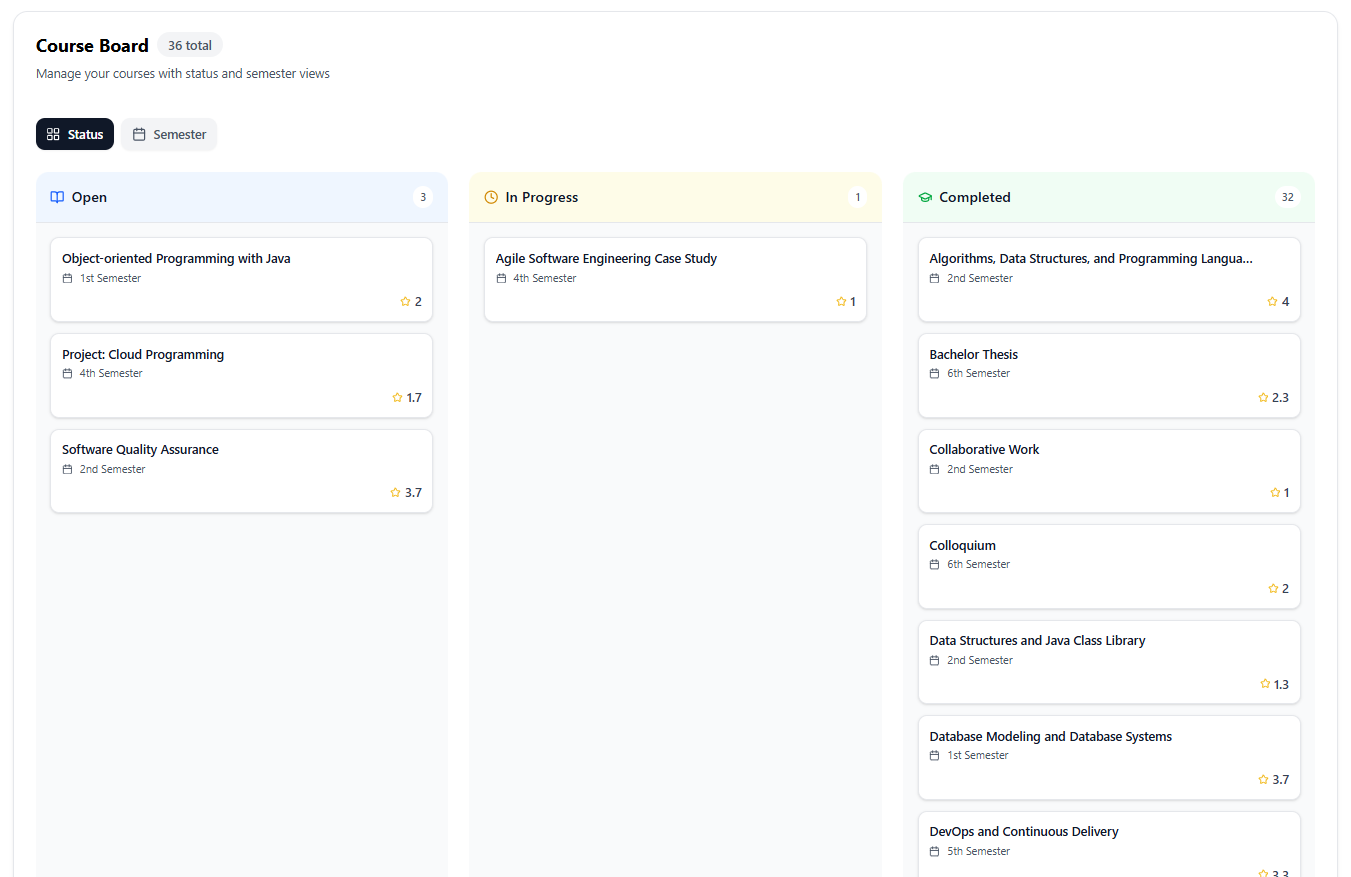 Course Board 36 total
Manage your courses with status and semester views
Status Semester
Open 3
Object-oriented Programming with Java
1st Semester
2
Project: Cloud Programming
4th Semester
1.7
Software Quality Assurance
2nd Semester
3.7
In Progress 1
Agile Software Engineering Case Study
4th Semester
1
Completed 32
Algorithms, Data Structures, and Programming Langua...
2nd Semester
4
Bachelor Thesis
6th Semester
2.3
Collaborative Work
2nd Semester
1
Colloquium
6th Semester
2
Data Structures and Java Class Library
2nd Semester
1.3
Database Modeling and Database Systems
1st Semester
3.7
DevOps and Continuous Delivery
5th Semester
3.3